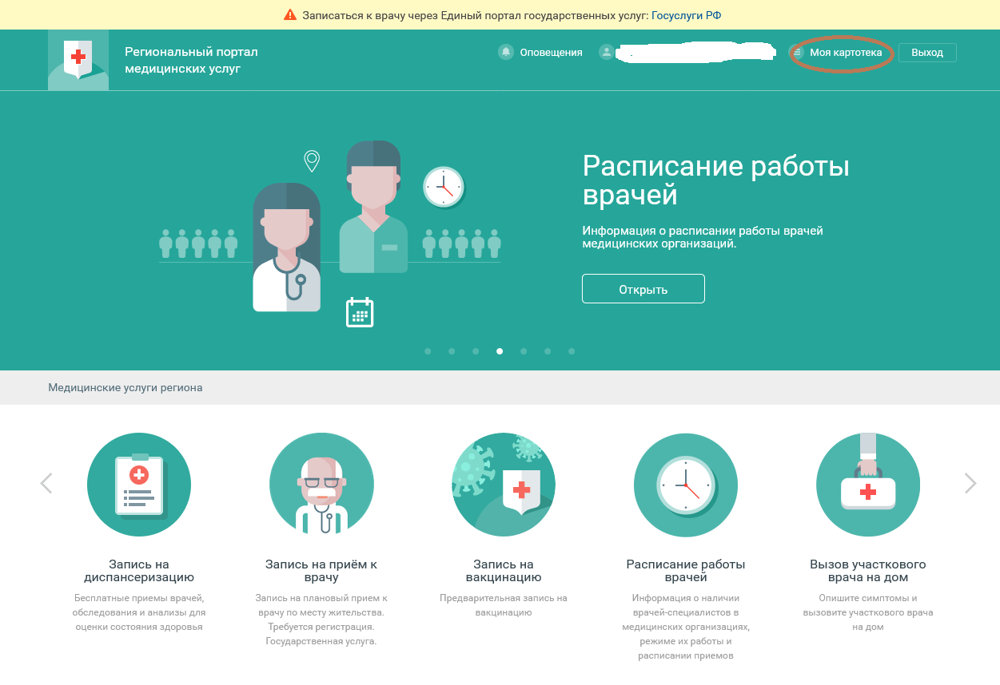 Записаться к врачу через Единый портал государственных услуг: Госуслуги РФ
Региональный портал
медицинских услуг
Оповещения
Моя картотека
Выход
Расписание работы
врачей
Информация о расписании работы врачей
медицинских организаций.
Открыть
Медицинские услуги региона
Запись на
диспансеризацию
Бесплатные приемы врачей,
обследования и анализы для
оценки состояния здоровья
Запись на приём к
врачу
Запись на плановый прием к
врачу по месту жительства.
Требуется регистрация.
Государственная услуга.
Запись на
вакцинацию
Предварительная запись на
вакцинацию
Расписание работы
врачей
Информация о наличии
врачей-специалистов в
медицинских организациях,
режиме их работы и
расписании приемов
Вызов участкового
врача на дом
Опишите симптомы и
вызовите участкового врача
на дом